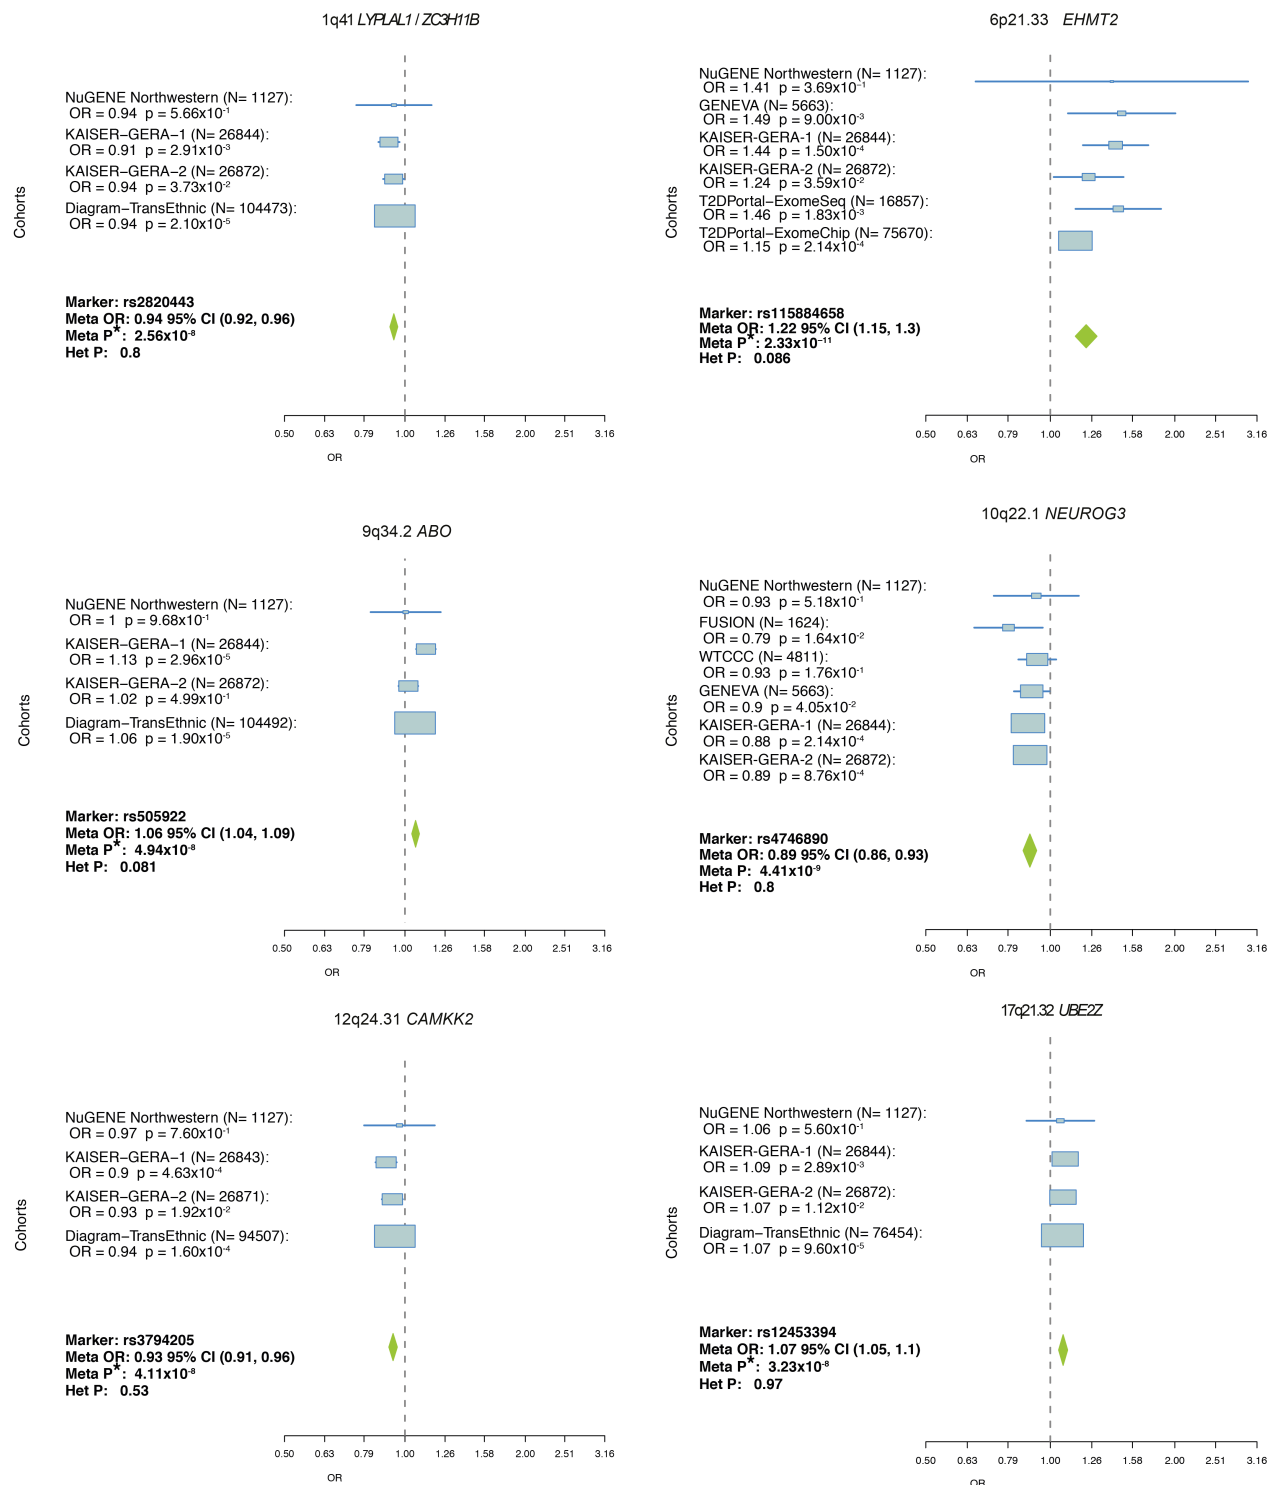 1q41 LYPLAL1 / ZC3H11B
Cohorts
NuGENE Northwestern (N= 1127):
OR = 0.94 p = 5.66x10⁻¹
KAISER−GERA−1 (N= 26844):
OR = 0.91 p = 2.91x10⁻³
KAISER−GERA−2 (N= 26872):
OR = 0.94 p = 3.73x10⁻²
Diagram−TransEthnic (N= 104473):
OR = 0.94 p = 2.10x10⁻⁵
Marker: rs2820443
Meta OR: 0.94 95% CI (0.92, 0.96)
Meta P*: 2.56x10⁻⁸
Het P: 0.8
0.50 0.63 0.79 1.00 1.26 1.58 2.00 2.51 3.16
OR
6p21.33 EHMT2
Cohorts
NuGENE Northwestern (N= 1127):
OR = 1.41 p = 3.69x10⁻¹
GENEVA (N= 5663):
OR = 1.49 p = 9.00x10⁻³
KAISER-GERA-1 (N= 26844):
OR = 1.44 p = 1.50x10⁻⁴
KAISER-GERA-2 (N= 26872):
OR = 1.24 p = 3.59x10⁻²
T2DPortal−ExomeSeq (N= 16857):
OR = 1.46 p = 1.83x10⁻³
T2DPortal−ExomeChip (N= 75670):
OR = 1.15 p = 2.14x10⁻⁴
Marker: rs115884658
Meta OR: 1.22 95% CI (1.15, 1.3)
Meta P*: 2.33x10⁻¹¹
Het P: 0.086
0.50 0.63 0.79 1.00 1.26 1.58 2.00 2.51 3.16
OR
9q34.2 ABO
Cohorts
NuGENE Northwestern (N= 1127):
OR = 1 p = 9.68x10⁻¹
KAISER−GERA−1 (N= 26844):
OR = 1.13 p = 2.96x10⁻⁵
KAISER−GERA−2 (N= 26872):
OR = 1.02 p = 4.99x10⁻¹
Diagram−TransEthnic (N= 104492):
OR = 1.06 p = 1.90x10⁻⁵
Marker: rs505922
Meta OR: 1.06 95% CI (1.04, 1.09)
Meta P*: 4.94x10⁻⁸
Het P: 0.081
0.50 0.63 0.79 1.00 1.26 1.58 2.00 2.51 3.16
OR
10q22.1 NEUROG3
Cohorts
NuGENE Northwestern (N= 1127):
OR = 0.93 p = 5.18x10⁻¹
FUSION (N= 1624):
OR = 0.79 p = 1.64x10⁻²
WTCCC (N= 4811):
OR = 0.93 p = 1.76x10⁻¹
GENEVA (N= 5663):
OR = 0.9 p = 4.05x10⁻²
KAISER-GERA-1 (N= 26844):
OR = 0.88 p = 2.14x10⁻⁴
KAISER-GERA-2 (N= 26872):
OR = 0.89 p = 8.76x10⁻⁴
Marker: rs4746890
Meta OR: 0.89 95% CI (0.86, 0.93)
Meta P: 4.41x10⁻⁹
Het P: 0.8
0.50 0.63 0.79 1.00 1.26 1.58 2.00 2.51 3.16
OR
12q24.31 CAMKK2
Cohorts
NuGENE Northwestern (N= 1127):
OR = 0.97 p = 7.60x10⁻¹
KAISER−GERA−1 (N= 26843):
OR = 0.9 p = 4.63x10⁻⁴
KAISER−GERA−2 (N= 26871):
OR = 0.93 p = 1.92x10⁻²
Diagram−TransEthnic (N= 94507):
OR = 0.94 p = 1.60x10⁻⁴
Marker: rs3794205
Meta OR: 0.93 95% CI (0.91, 0.96)
Meta P*: 4.11x10⁻⁸
Het P: 0.53
0.50 0.63 0.79 1.00 1.26 1.58 2.00 2.51 3.16
OR
17q21.32 UBE2Z
Cohorts
NuGENE Northwestern (N= 1127):
OR = 1.06 p = 5.60x10⁻¹
KAISER-GERA-1 (N= 26844):
OR = 1.09 p = 2.89x10⁻³
KAISER-GERA-2 (N= 26872):
OR = 1.07 p = 1.12x10⁻²
Diagram−TransEthnic (N= 76454):
OR = 1.07 p = 9.60x10⁻⁵
Marker: rs12453394
Meta OR: 1.07 95% CI (1.05, 1.1)
Meta P*: 3.23x10⁻⁸
Het P: 0.97
0.50 0.63 0.79 1.00 1.26 1.58 2.00 2.51 3.16
OR